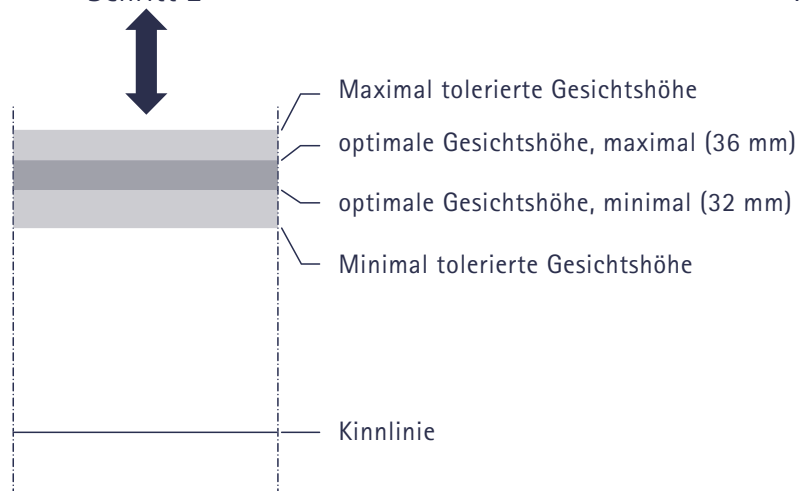 Maximal tolerierte Gesichtshöhe
optimale Gesichtshöhe, maximal (36 mm)
optimale Gesichtshöhe, minimal (32 mm)
Minimal tolerierte Gesichtshöhe
Kinnlinie